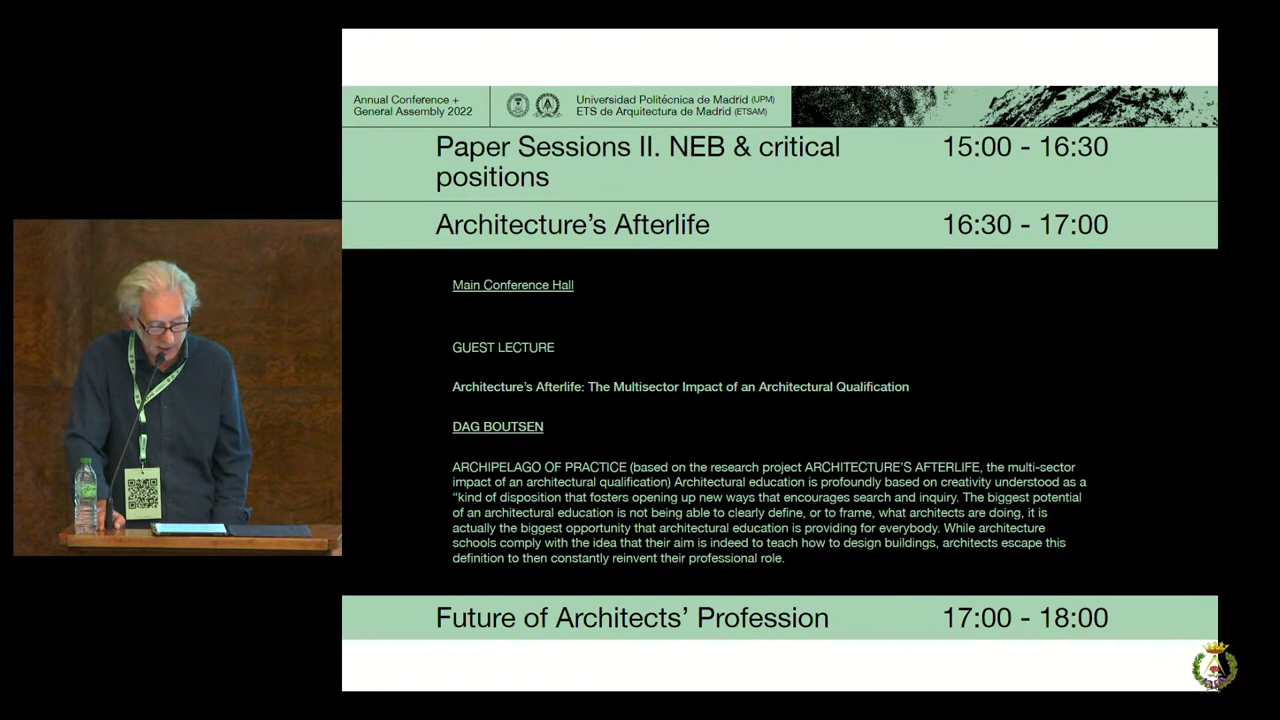 Annual Conference +
General Assembly 2022
Universidad Politécnica de Madrid (UPM)
ETS de Arquitectura de Madrid (ETSAM)
Paper Sessions II. NEB & critical
positions
15:00 - 16:30
Architecture's Afterlife
16:30 - 17:00
Main Conference Hall
GUEST LECTURE
Architecture's Afterlife: The Multisector Impact of an Architectural Qualification
DAG BOUTSEN
ARCHIPELAGO OF PRACTICE (based on the research project ARCHITECTURE'S AFTERLIFE, the multi-sector
impact of an architectural qualification) Architectural education is profoundly based on creativity understood as a
“kind of disposition that fosters opening up new ways that encourages search and inquiry. The biggest potential
of an architectural education is not being able to clearly define, or to frame, what architects are doing, it is
actually the biggest opportunity that architectural education is providing for everybody. While architecture
schools comply with the idea that their aim is indeed to teach how to design buildings, architects escape this
definition to then constantly reinvent their professional role.
Future of Architects' Profession
17:00 - 18:00